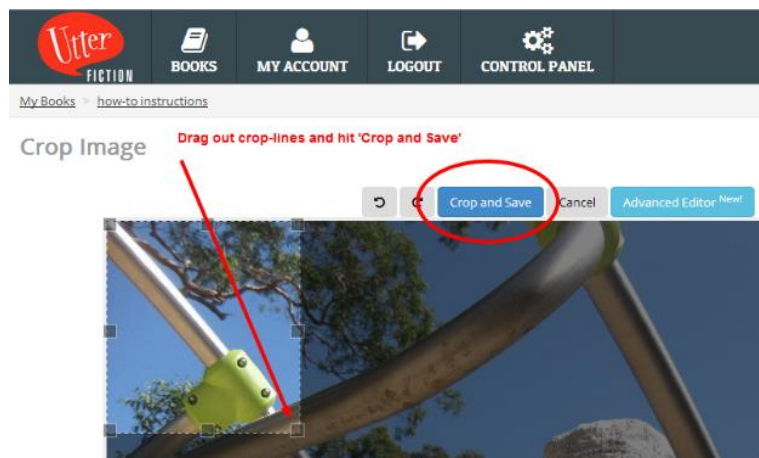 Utter
FICTION
BOOKS
MY ACCOUNT
LOGOUT
CONTROL PANEL
My Books > how-to instructions
Crop Image
Drag out crop-lines and hit 'Crop and Save'
Crop and Save
Cancel
Advanced Editor New!